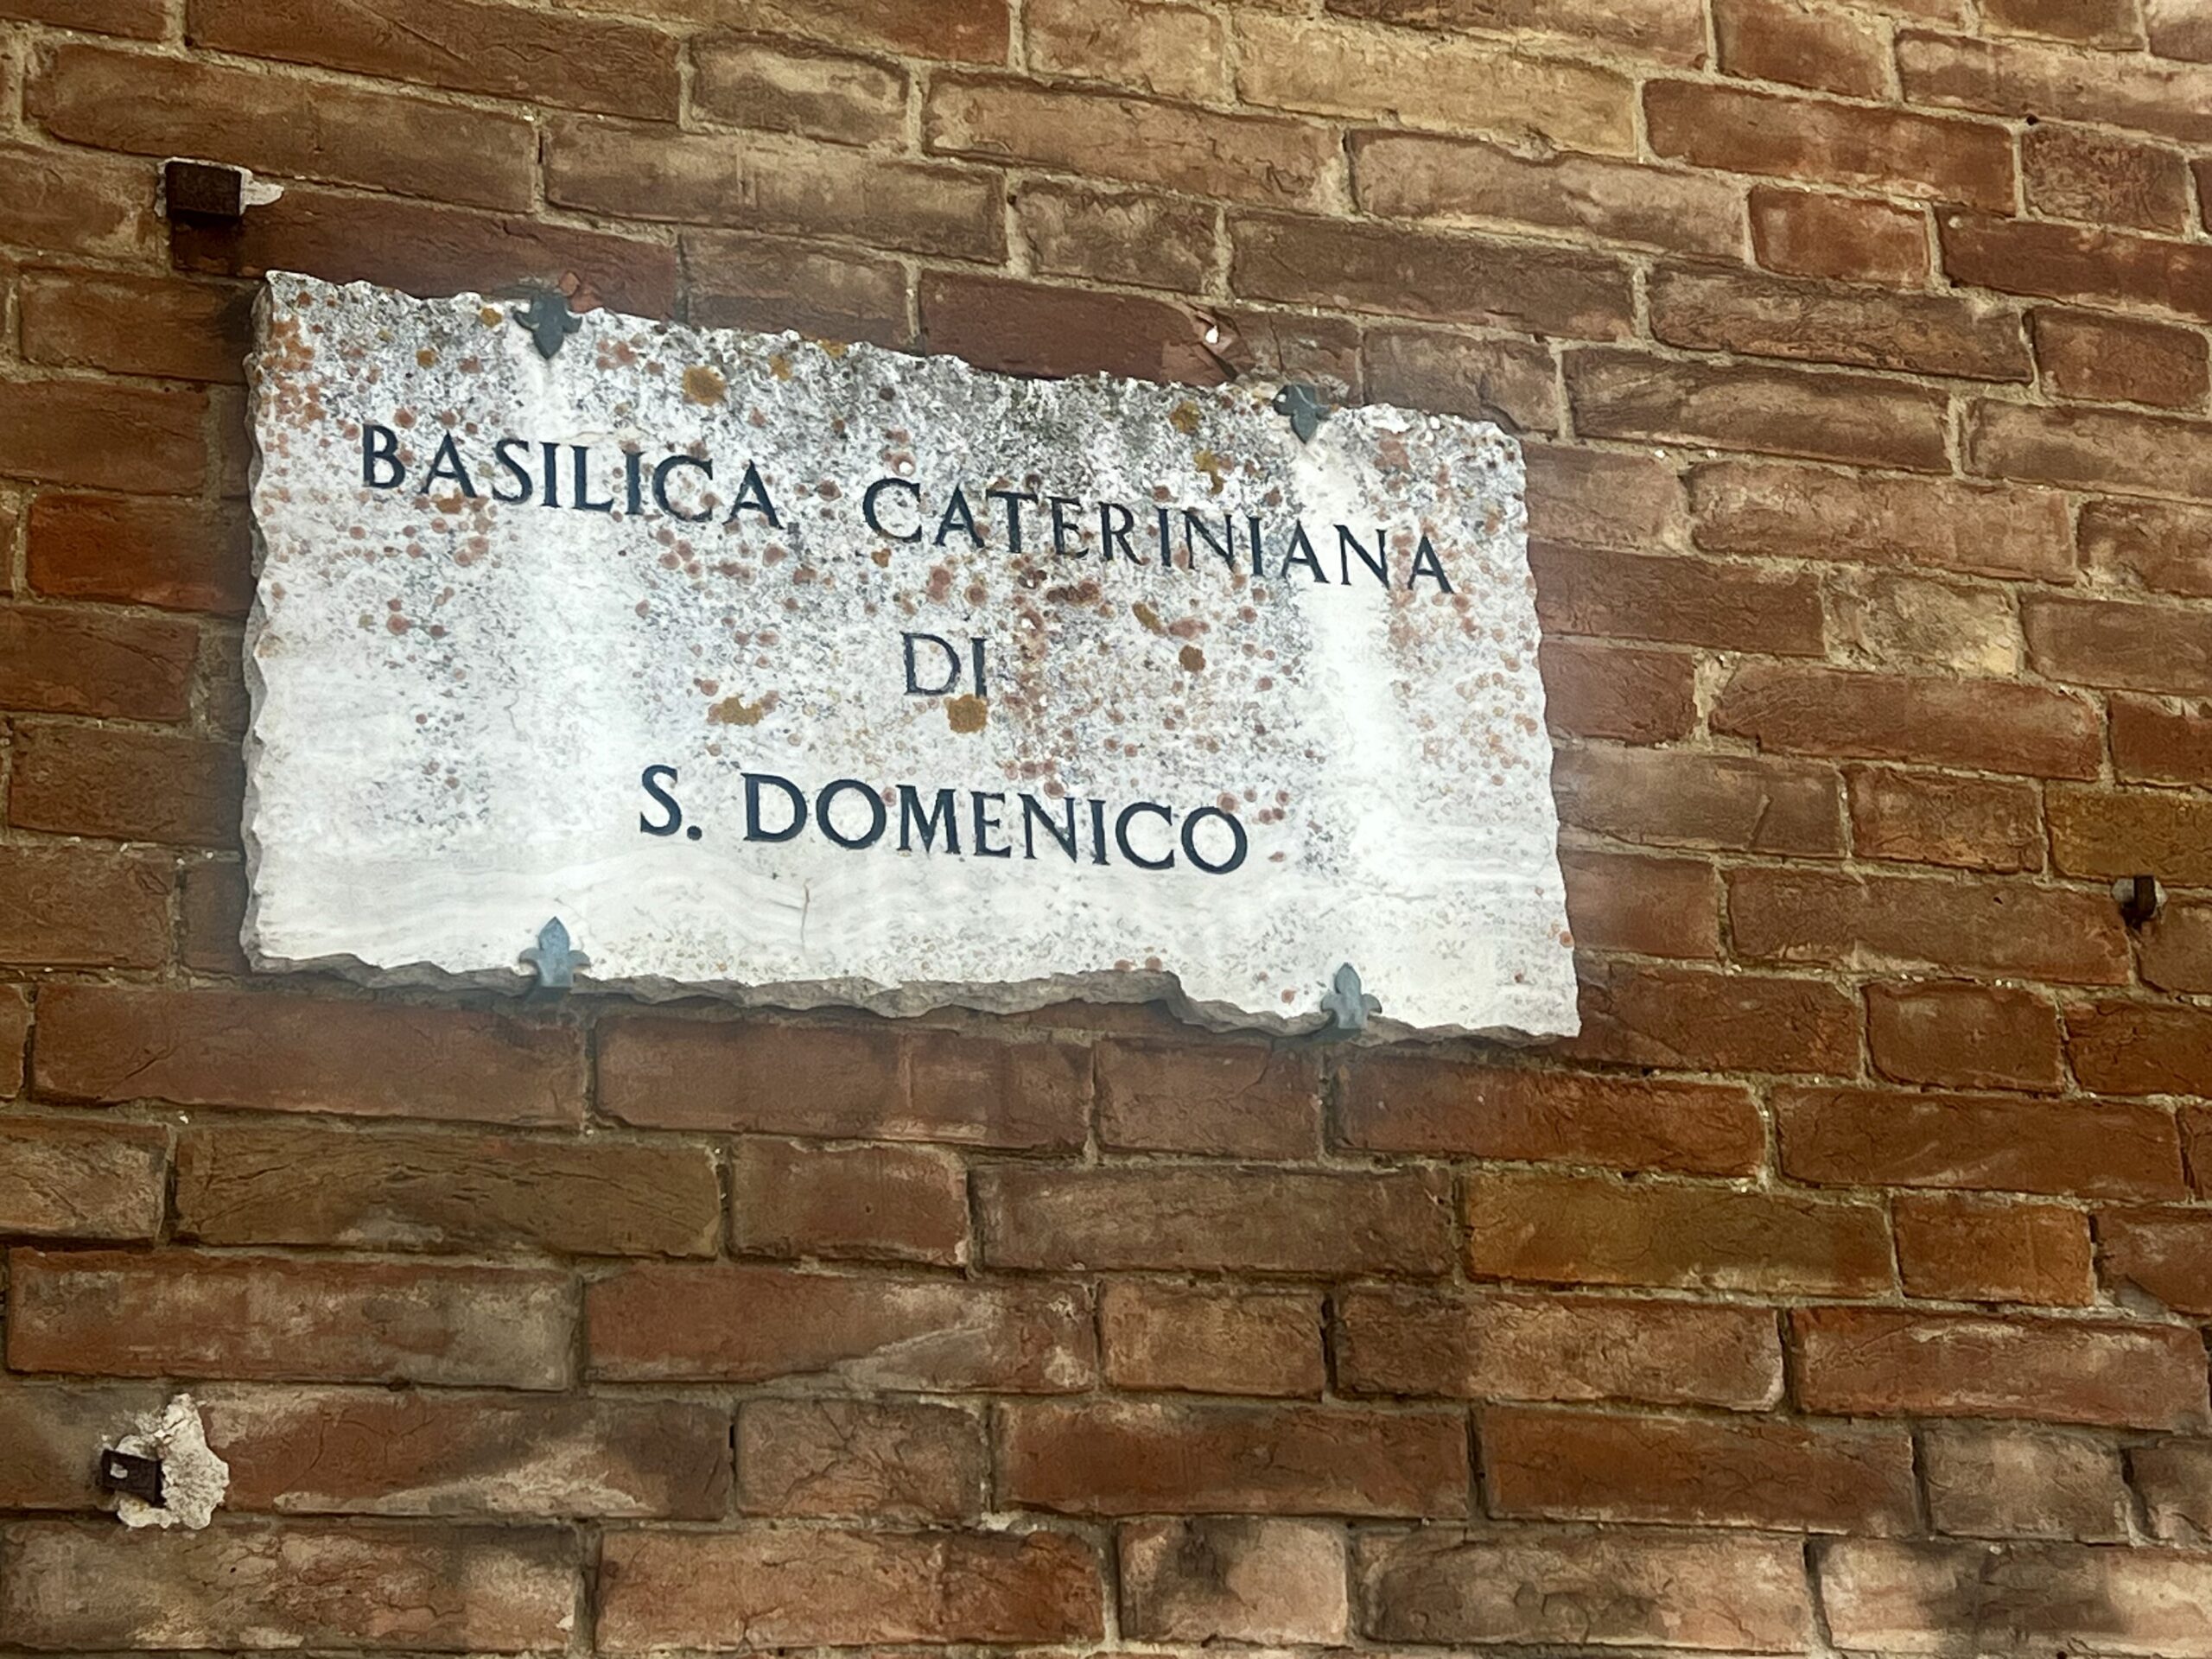 BASILICA CATERINIANA
DI
S. DOMENICO